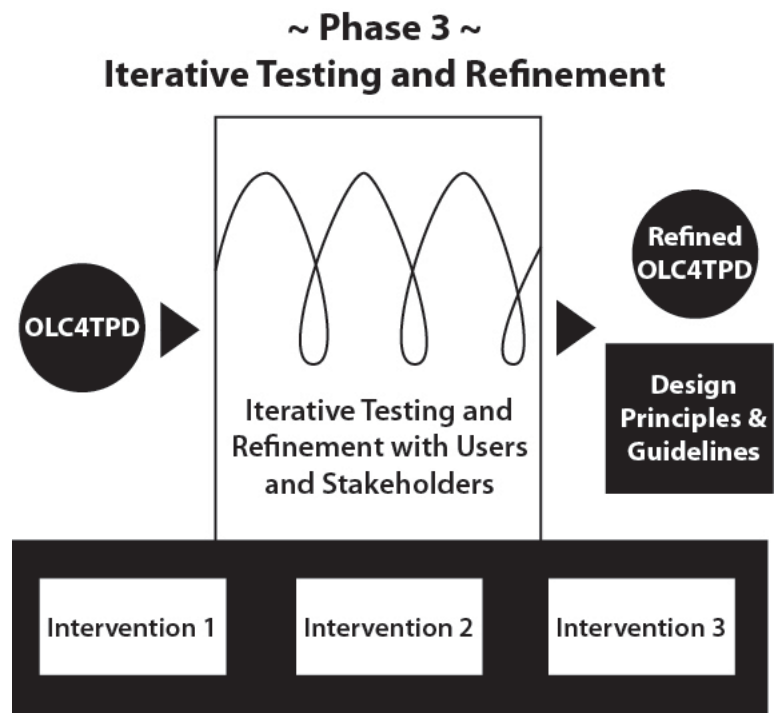 ~ Phase 3 ~
Iterative Testing and Refinement
OLC4TPD
Iterative Testing and
Refinement with Users
and Stakeholders
Refined
OLC4TPD
Design
Principles &
Guidelines
Intervention 1
Intervention 2
Intervention 3